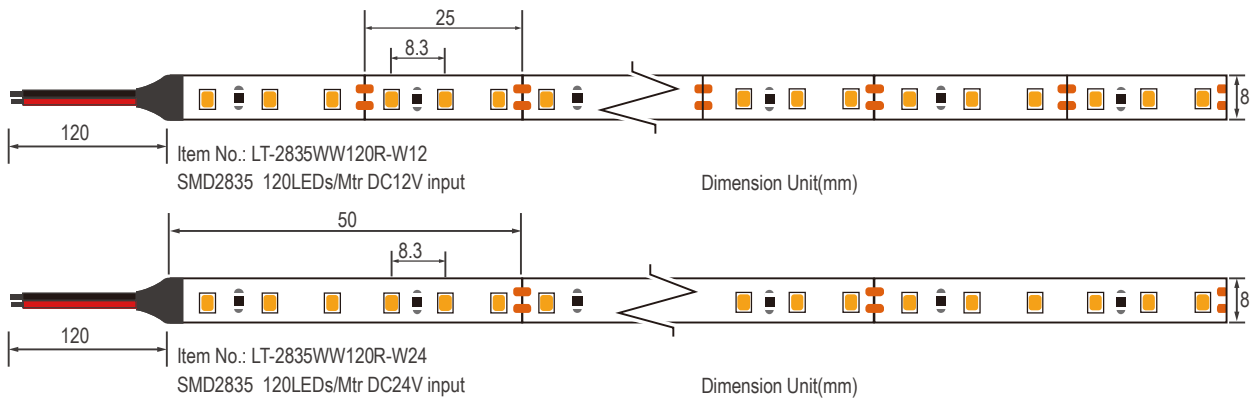 25
8.3
8
120
Item No.: LT-2835WW120R-W12
SMD2835 120LEDs/Mtr DC12V input
Dimension Unit(mm)
50
8.3
8
120
Item No.: LT-2835WW120R-W24
SMD2835 120LEDs/Mtr DC24V input
Dimension Unit(mm)